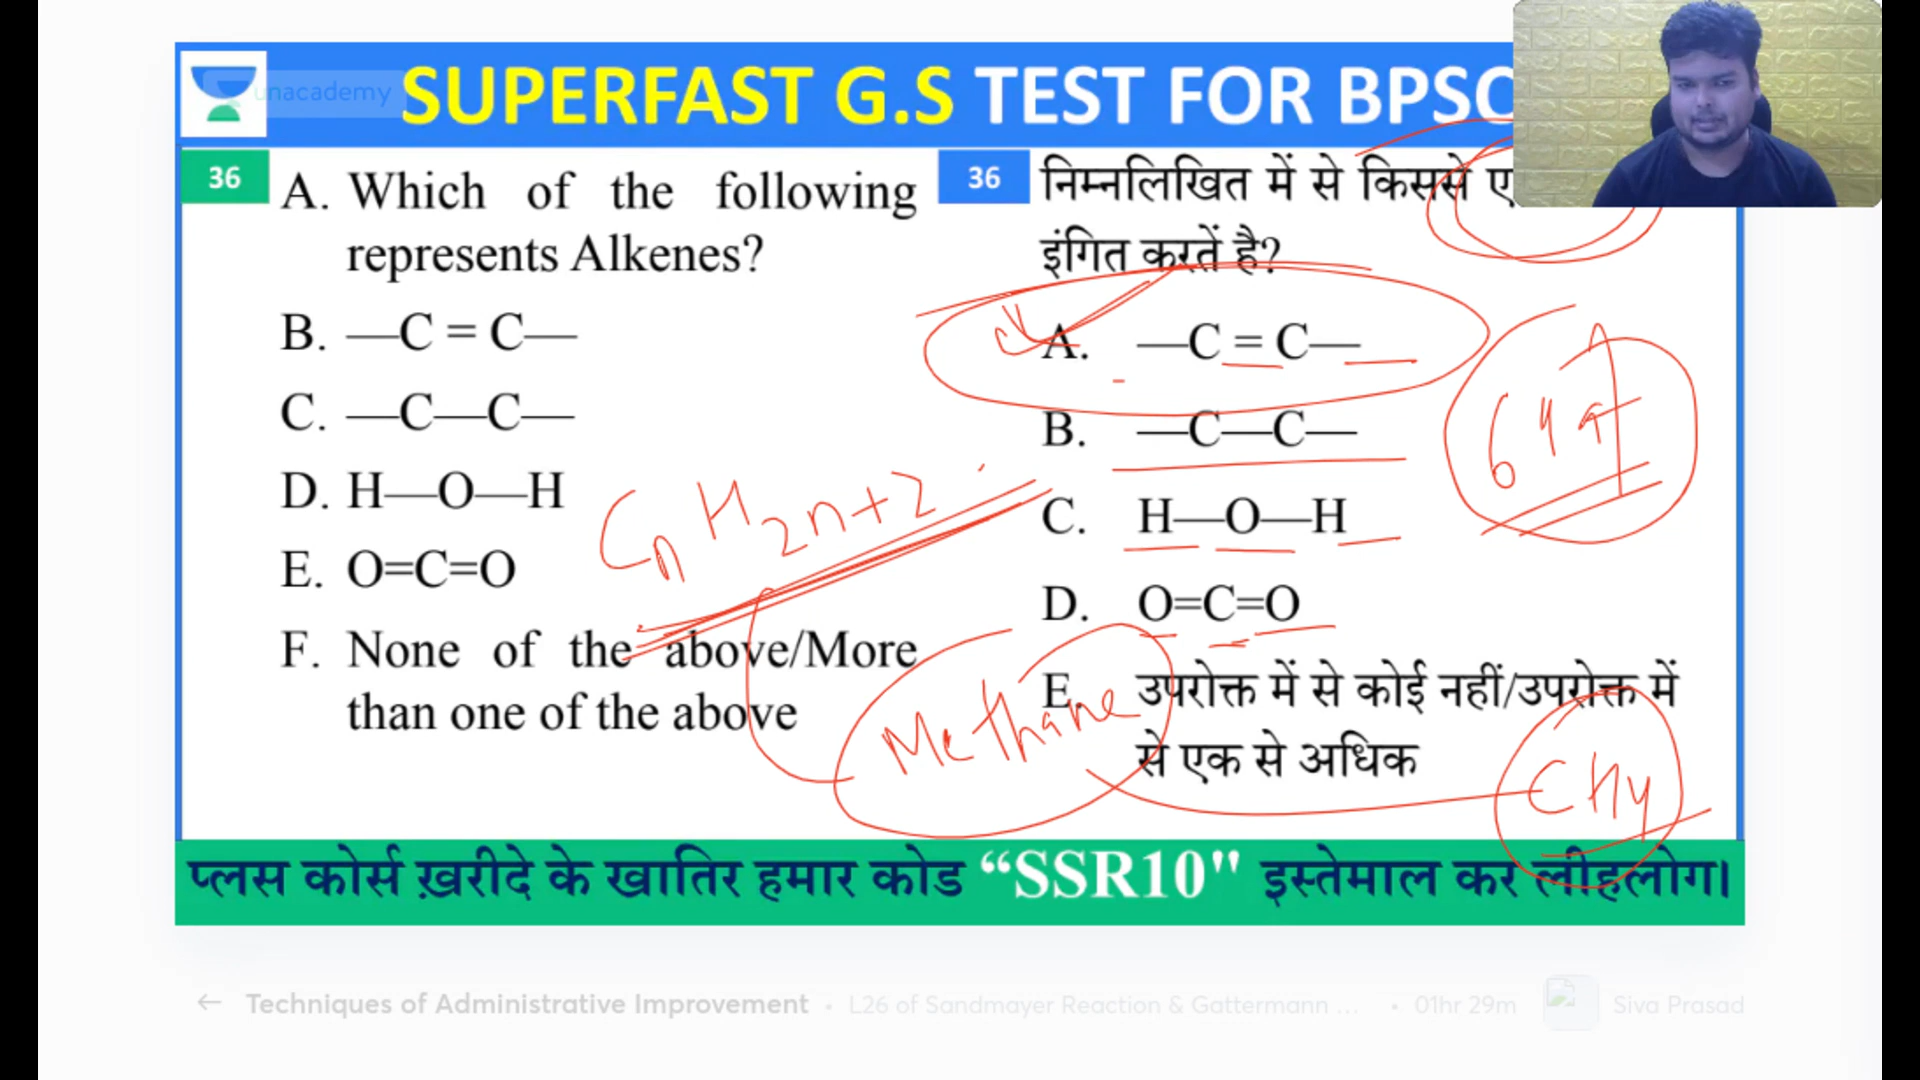 unacademy
SUPERFAST G.S TEST FOR BPSC
36
A. Which of the following
represents Alkenes?
B. —C = C—
C. —C—C—
D. H—O—H
E. O=C=O
F. None of the above/More
than one of the above
36
निम्नलिखित में से किससे
इंगित करतें है?
A. —C = C—
B. —C—C—
C. H—O—H
D. O=C=O
E. उपरोक्त में से कोई नहीं/उपरोक्त में
से एक से अधिक
CnH2n+2
Methane
CH4
प्लस कोर्स ख़रीदे के खातिर हमार कोड “SSR10" इस्तेमाल कर लीहलोग।
← Techniques of Administrative Improvement • L26 of Sandmayer Reaction & Gattermann ... • 01hr 29m Siva Prasad